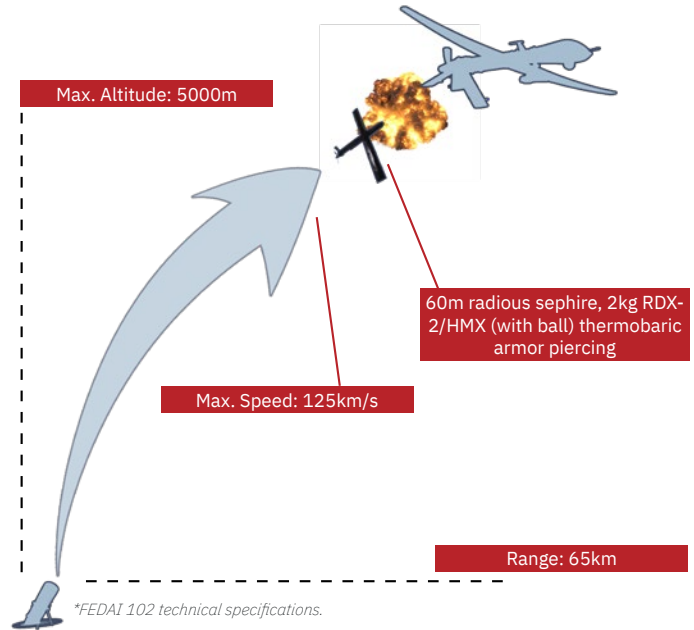 Max. Altitude: 5000m
60m radious sephire, 2kg RDX-
2/HMX (with ball) thermobaric
armor piercing
Max. Speed: 125km/s
Range: 65km
*FEDAI 102 technical specifications.